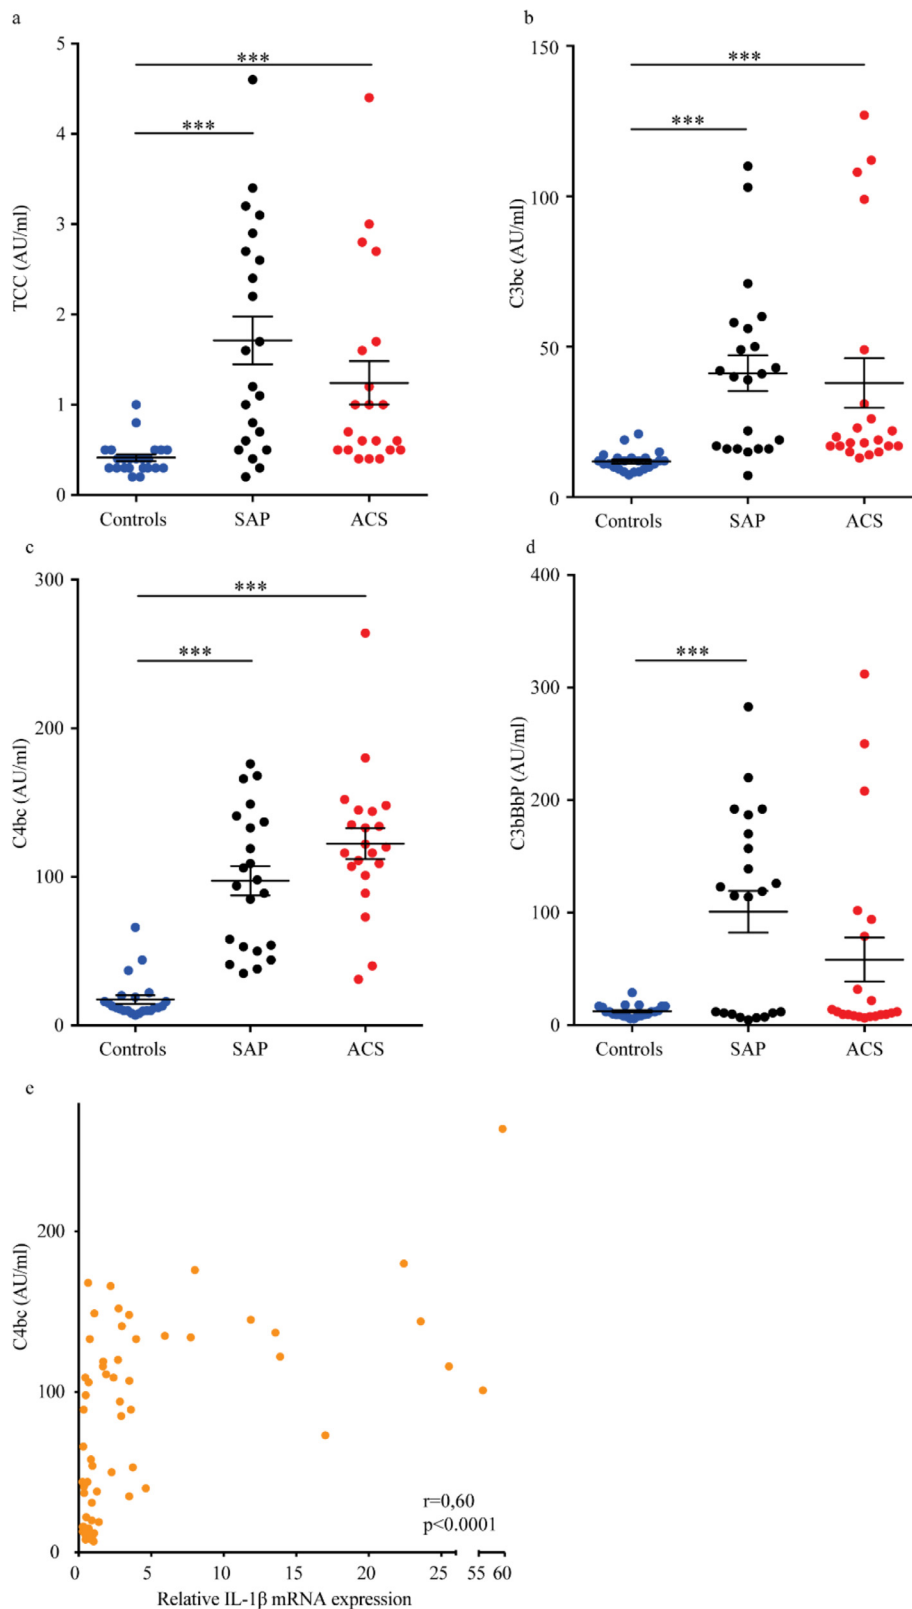 a
TCC (AU/ml)
5
4
3
2
1
0
***
***
Controls SAP ACS
b
C3bc (AU/ml)
150
100
50
0
***
***
Controls SAP ACS
c
C4bc (AU/ml)
300
200
100
0
***
***
Controls SAP ACS
d
C3bBbP (AU/ml)
400
300
200
100
0
***
Controls SAP ACS
e
C4bc (AU/ml)
200
100
0
r=0,60
p<0.0001
0 5 10 15 20 25 55 60
Relative IL-1β mRNA expression